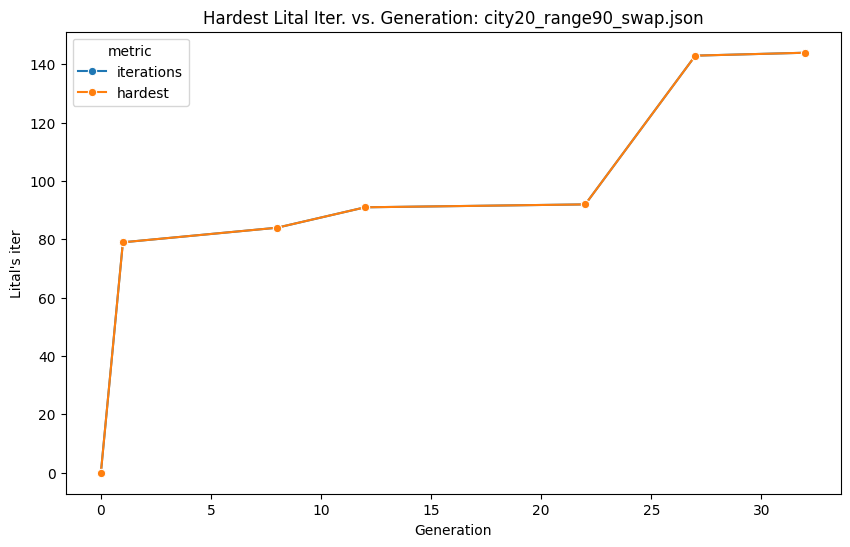 Hardest Lital Iter. vs. Generation: city20_range90_swap.json
metric
iterations
hardest
140
120
100
80
60
40
20
0
Lital's iter
0 5 10 15 20 25 30
Generation